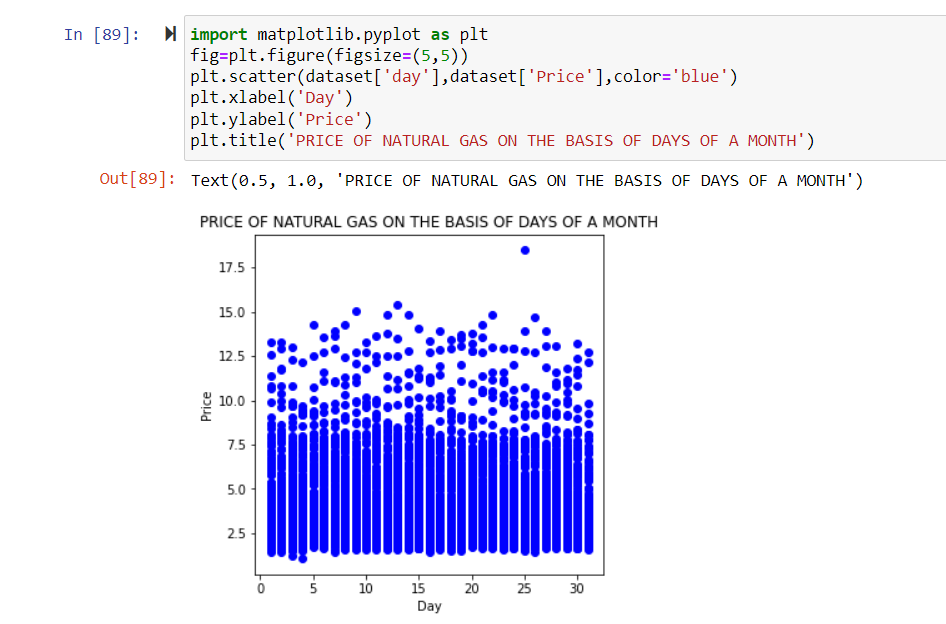 In [89]:
import matplotlib.pyplot as plt
fig=plt.figure(figsize=(5,5))
plt.scatter(dataset['day'],dataset['Price'],color='blue')
plt.xlabel('Day')
plt.ylabel('Price')
plt.title('PRICE OF NATURAL GAS ON THE BASIS OF DAYS OF A MONTH')
Out[89]:
Text(0.5, 1.0, 'PRICE OF NATURAL GAS ON THE BASIS OF DAYS OF A MONTH')
PRICE OF NATURAL GAS ON THE BASIS OF DAYS OF A MONTH
17.5
15.0
12.5
10.0
7.5
5.0
2.5
Price
0 5 10 15 20 25 30
Day